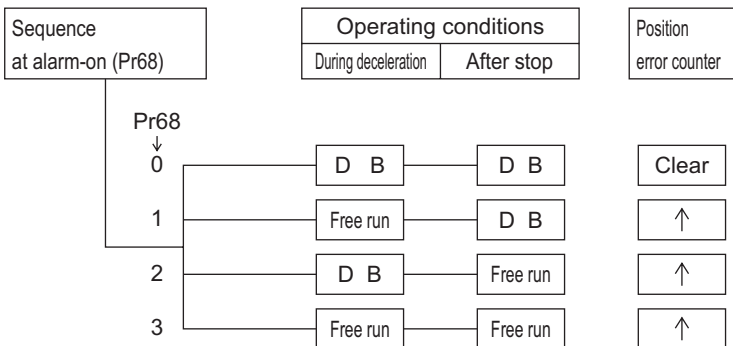 Sequence
at alarm-on (Pr68)
Operating conditions
During deceleration
After stop
Position
error counter
Pr68
↓
0
D B
D B
Clear
1
Free run
D B
↑
2
D B
Free run
↑
3
Free run
Free run
↑